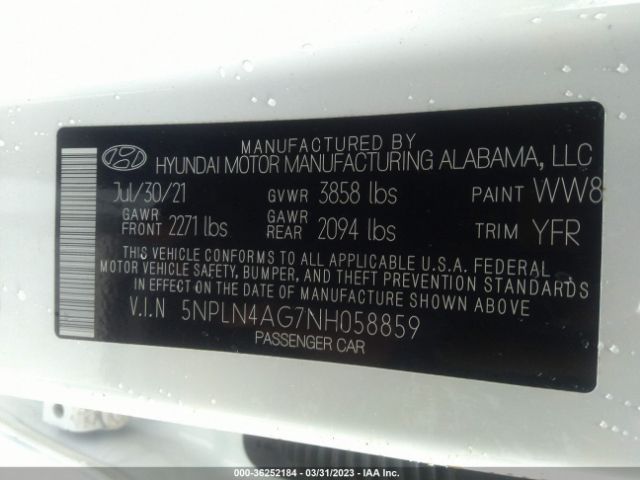 MANUFACTURED BY
HYUNDAI MOTOR MANUFACTURING ALABAMA, LLC
Jul/30/21 GVWR 3858 lbs PAINT WW8
GAWR FRONT 2271 lbs GAWR REAR 2094 lbs TRIM YFR
THIS VEHICLE CONFORMS TO ALL APPLICABLE U.S.A. FEDERAL
MOTOR VEHICLE SAFETY, BUMPER, AND THEFT PREVENTION STANDARDS
IN EFFECT ON THE DATE OF MANUFACTURE SHOWN ABOVE.
V.I.N 5NPLN4AG7NH058859
PASSENGER CAR
000-36252184 - 03/31/2023 - IAA Inc.